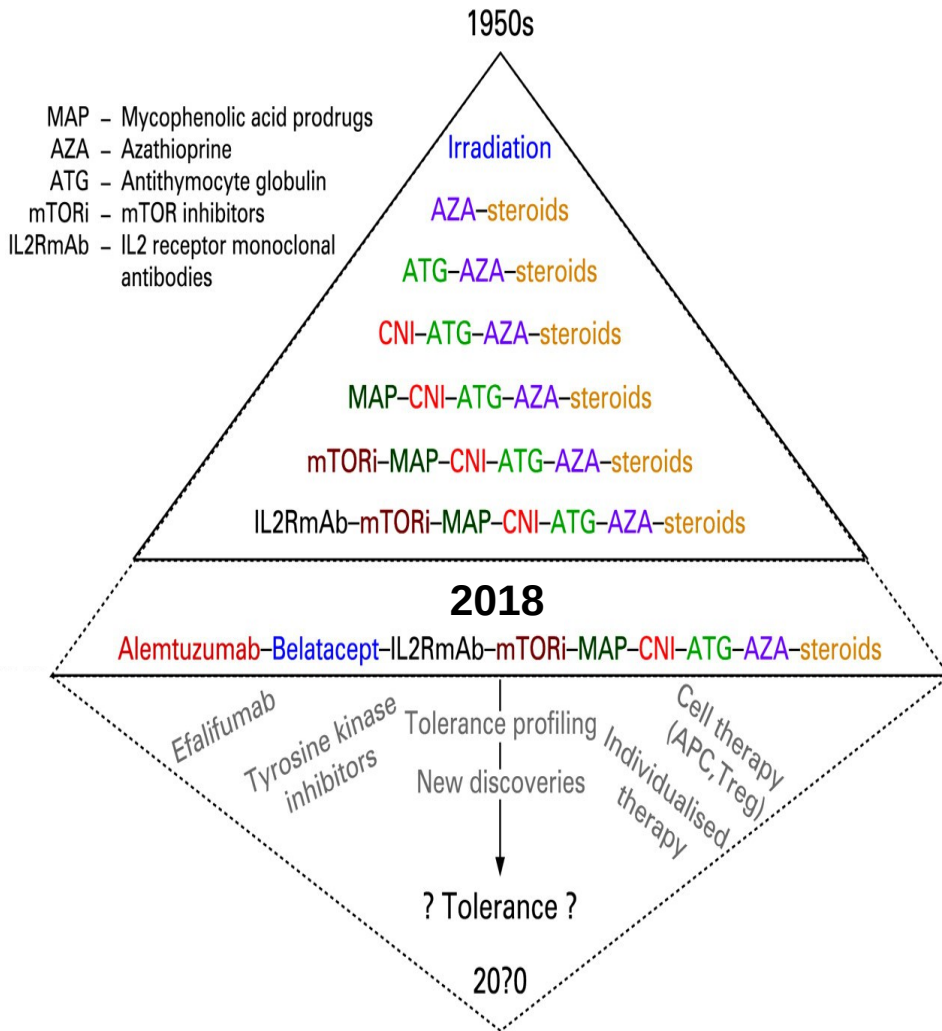 1950s
MAP – Mycophenolic acid prodrugs
AZA – Azathioprine
ATG – Antithymocyte globulin
mTORi – mTOR inhibitors
IL2RmAb – IL2 receptor monoclonal
antibodies
Irradiation
AZA–steroids
ATG–AZA–steroids
CNI–ATG–AZA–steroids
MAP–CNI–ATG–AZA–steroids
mTORi–MAP–CNI–ATG–AZA–steroids
IL2RmAb–mTORi–MAP–CNI–ATG–AZA–steroids
2018
Alemtuzumab–Belatacept–IL2RmAb–mTORi–MAP–CNI–ATG–AZA–steroids
Efalifumab
Tyrosine kinase
inhibitors
Tolerance profiling
New discoveries
Individualised
therapy
Cell therapy
(APC,Treg)
? Tolerance ?
20?0